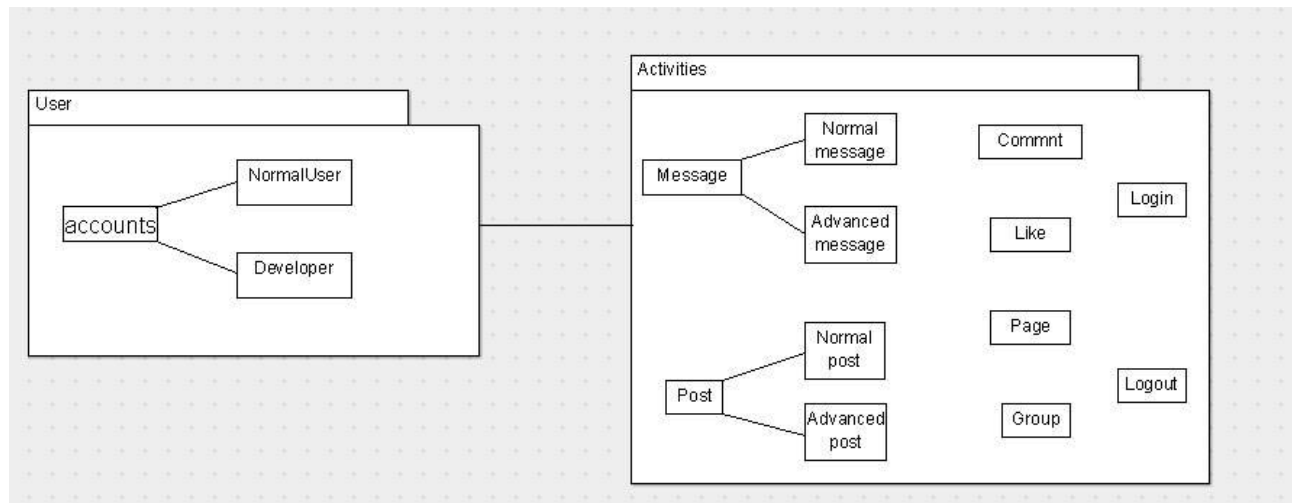 User
accounts
NormalUser
Developer
Activities
Message
Normal
message
Advanced
message
Post
Normal
post
Advanced
post
Commnt
Like
Page
Group
Login
Logout